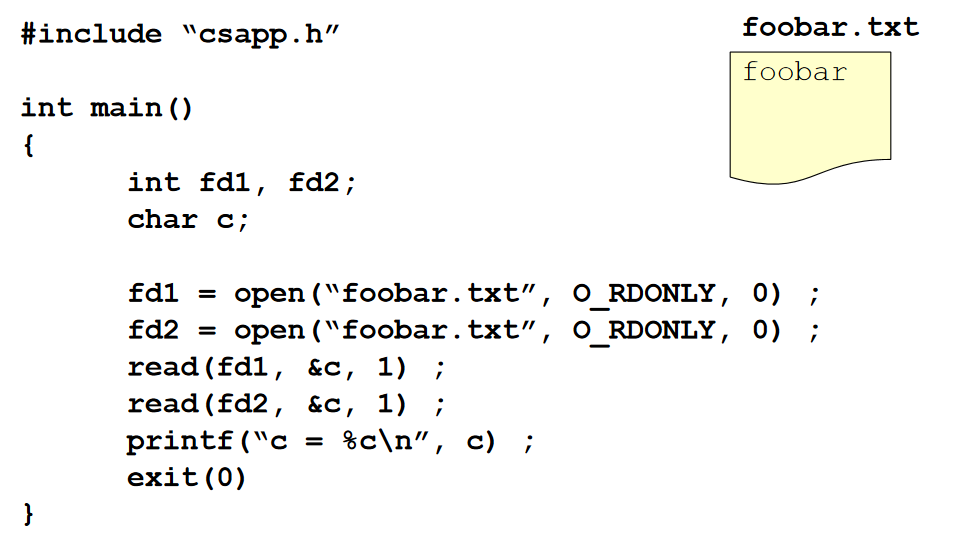 #include “csapp.h”
foobar.txt
foobar
int main()
{
int fd1, fd2;
char c;
fd1 = open(“foobar.txt”, O_RDONLY, 0) ;
fd2 = open(“foobar.txt”, O_RDONLY, 0) ;
read(fd1, &c, 1) ;
read(fd2, &c, 1) ;
printf(“c = %c\n”, c) ;
exit(0)
}